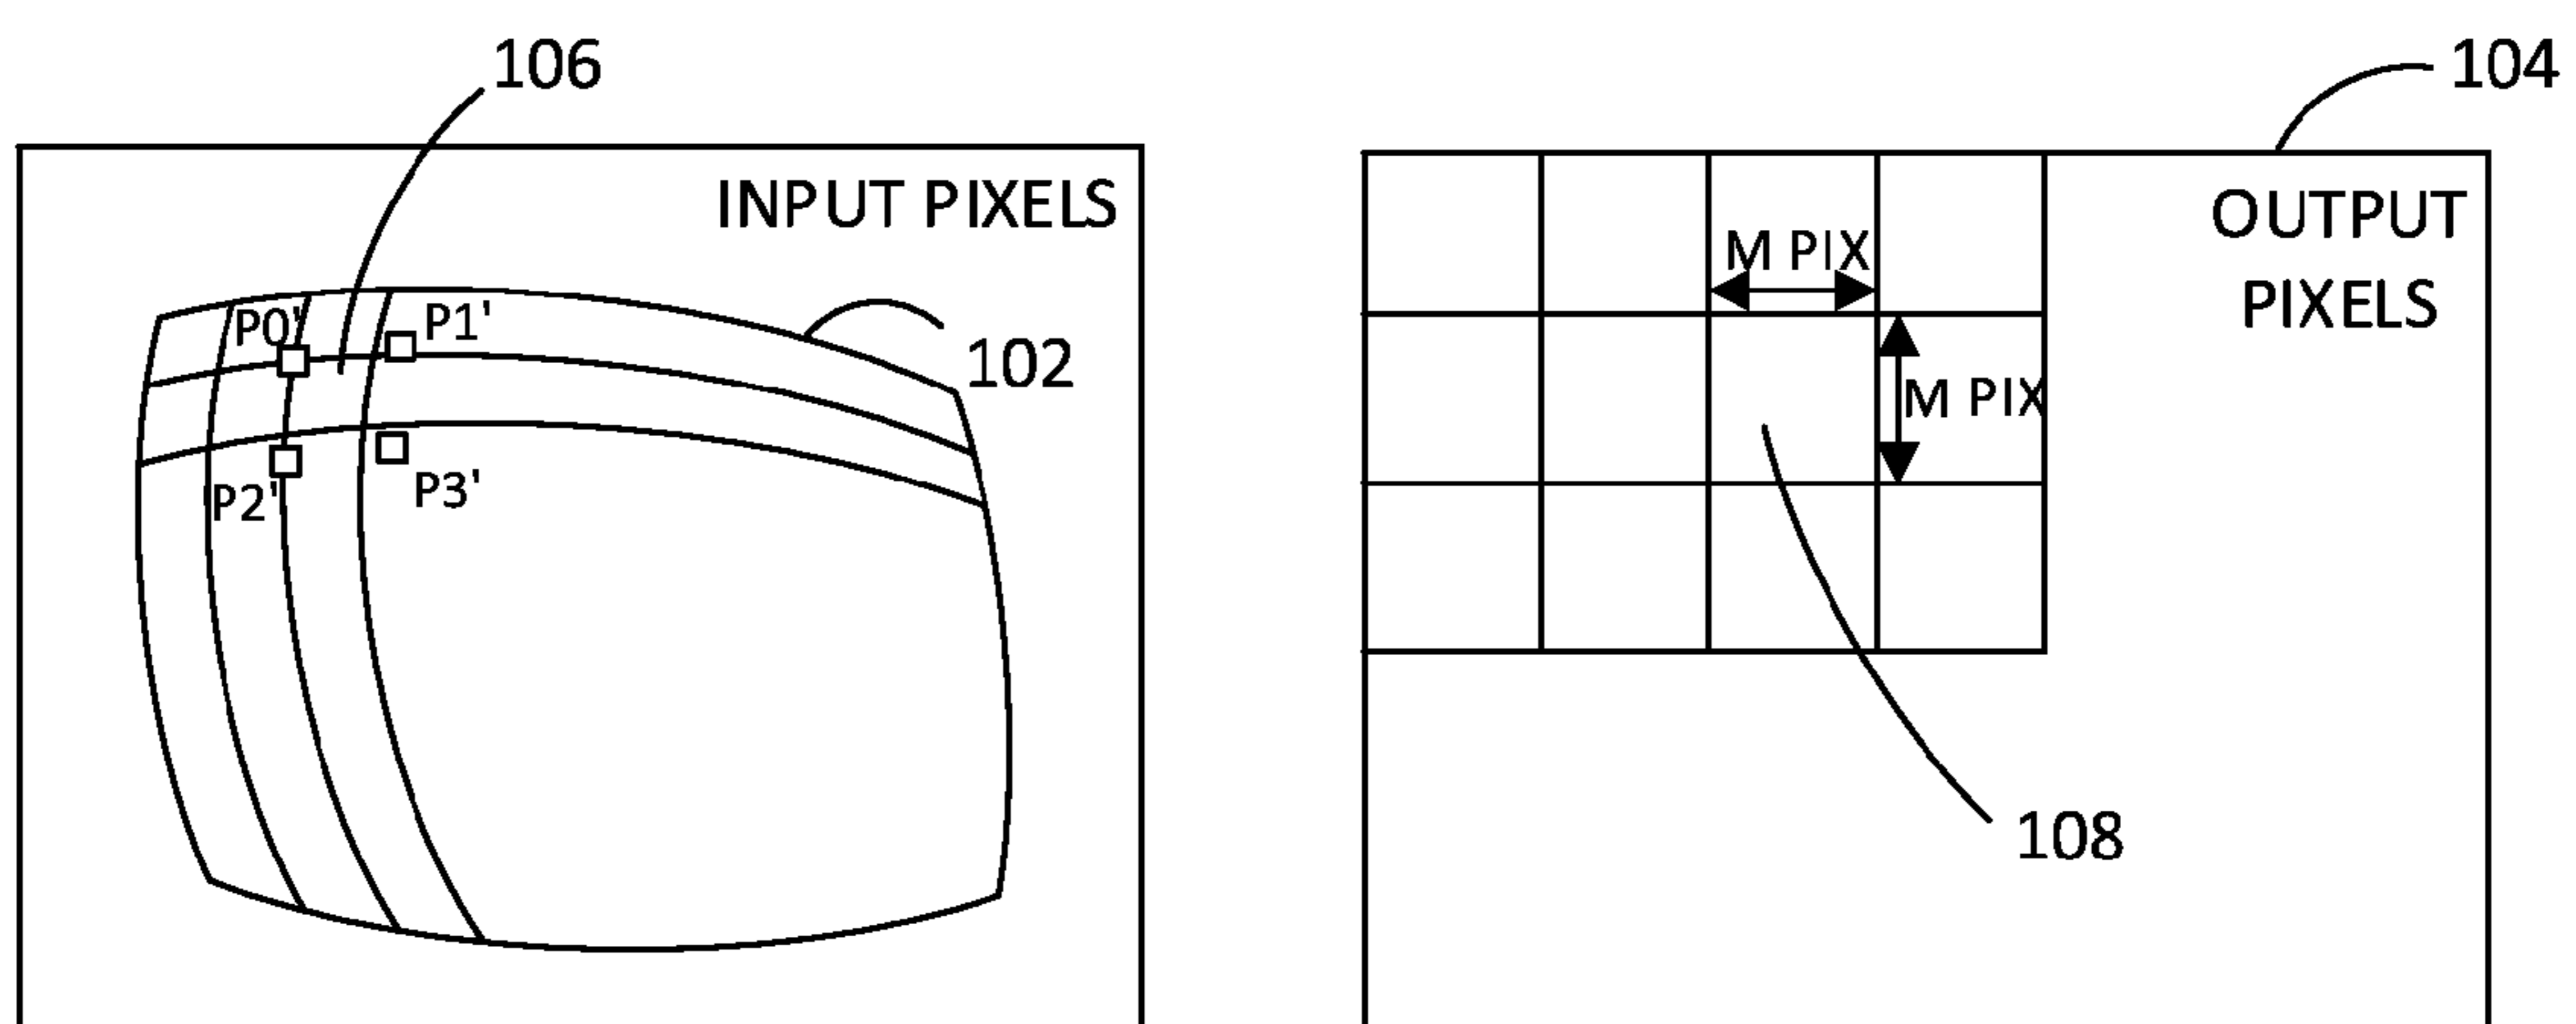 106
104
INPUT PIXELS
OUTPUT
PIXELS
M PIX
P0'
P1'
102
M PIX
P2'
P3'
108